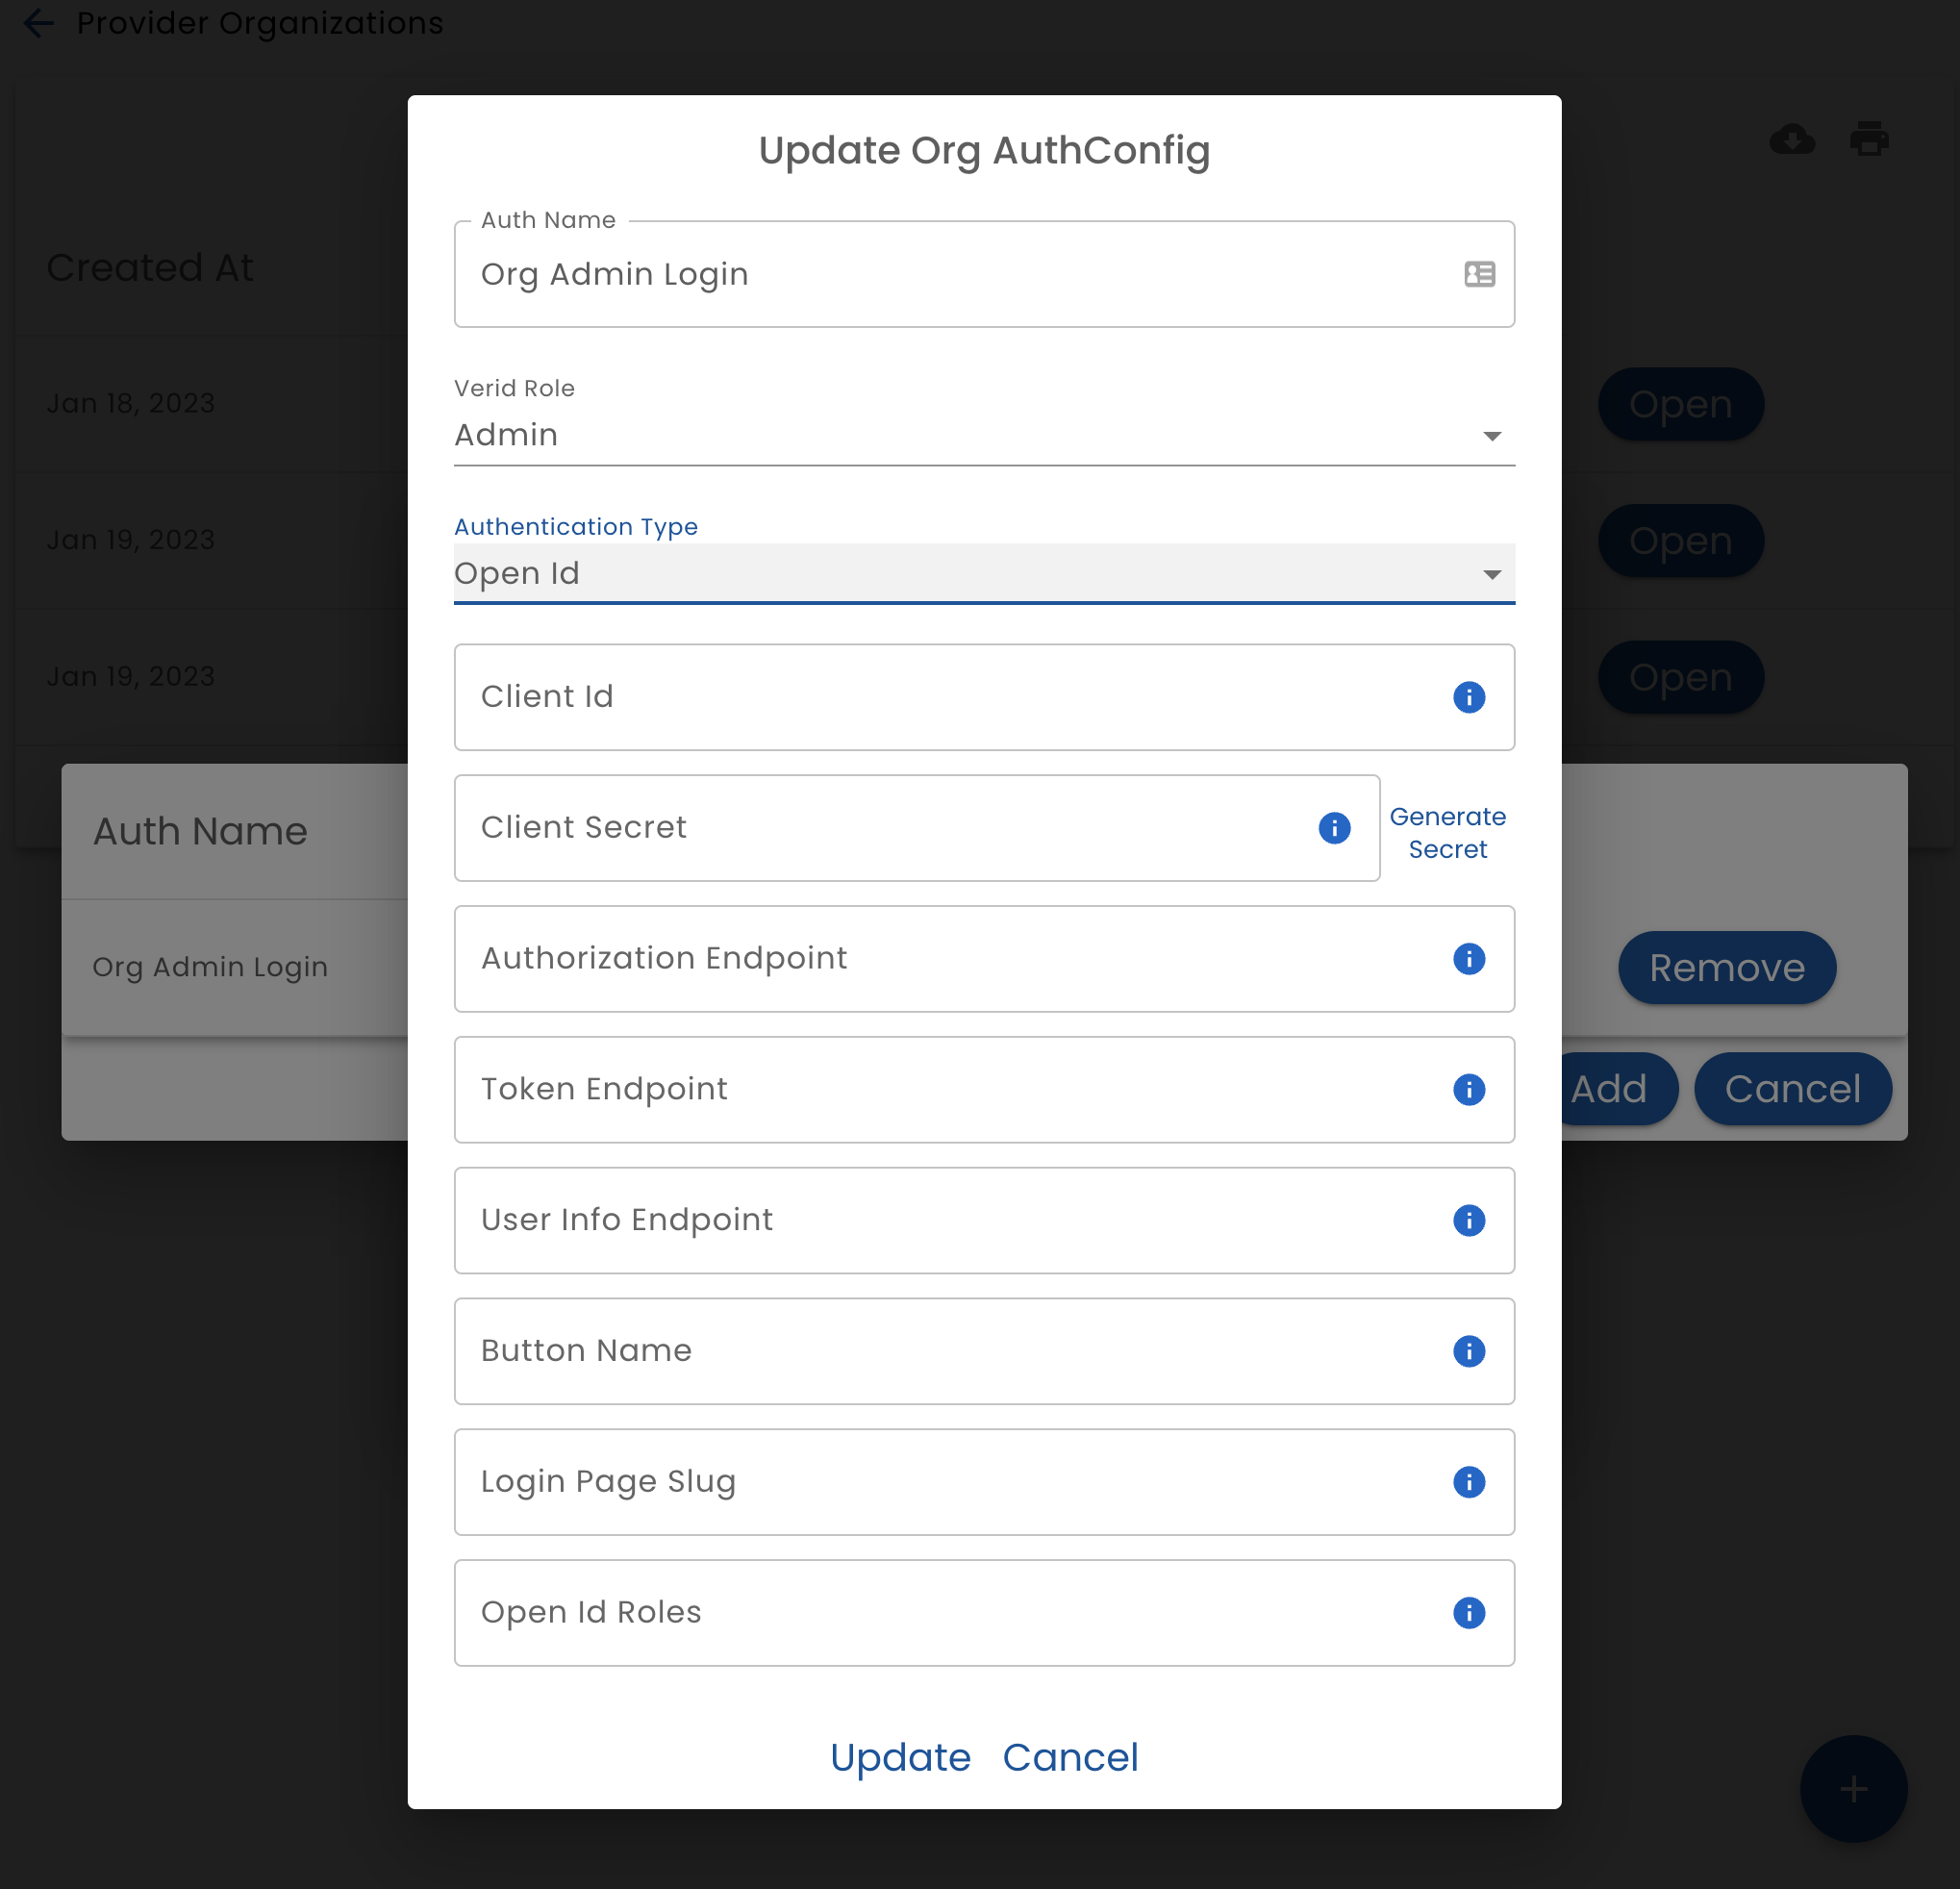 Provider Organizations
Update Org AuthConfig
Auth Name
Org Admin Login
Created At
Verid Role
Admin
Jan 18, 2023
Open
Authentication Type
Open Id
Jan 19, 2023
Open
Client Id
Jan 19, 2023
Open
Client Secret
Generate
Secret
Auth Name
Authorization Endpoint
Org Admin Login
Remove
Token Endpoint
Add
Cancel
User Info Endpoint
Button Name
Login Page Slug
Open Id Roles
Update
Cancel